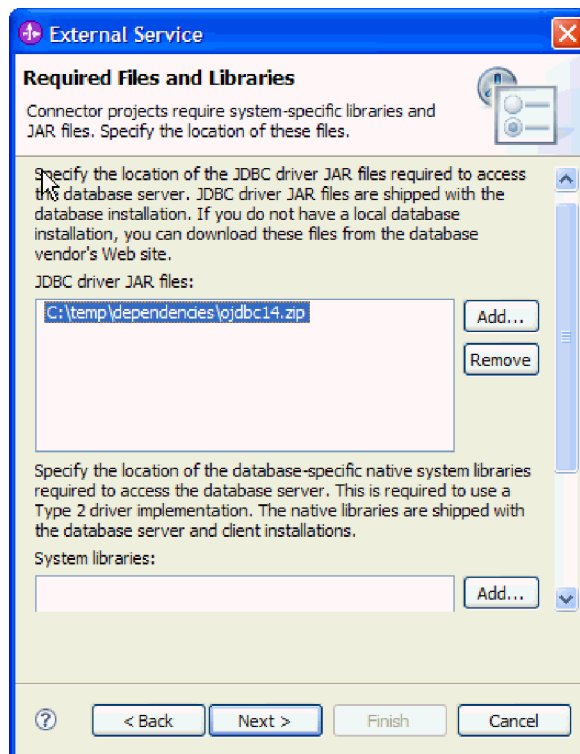 External Service
Required Files and Libraries
Connector projects require system-specific libraries and
JAR files. Specify the location of these files.
Specify the location of the JDBC driver JAR files required to access
the database server. JDBC driver JAR files are shipped with the
database installation. If you do not have a local database
installation, you can download these files from the database
vendor's Web site.
JDBC driver JAR files:
C:\temp\dependencies\ojdbc14.zip
Add...
Remove
Specify the location of the database-specific native system libraries
required to access the database server. This is required to use a
Type 2 driver implementation. The native libraries are shipped with
the database server and client installations.
System libraries:
Add...
? < Back Next > Finish Cancel